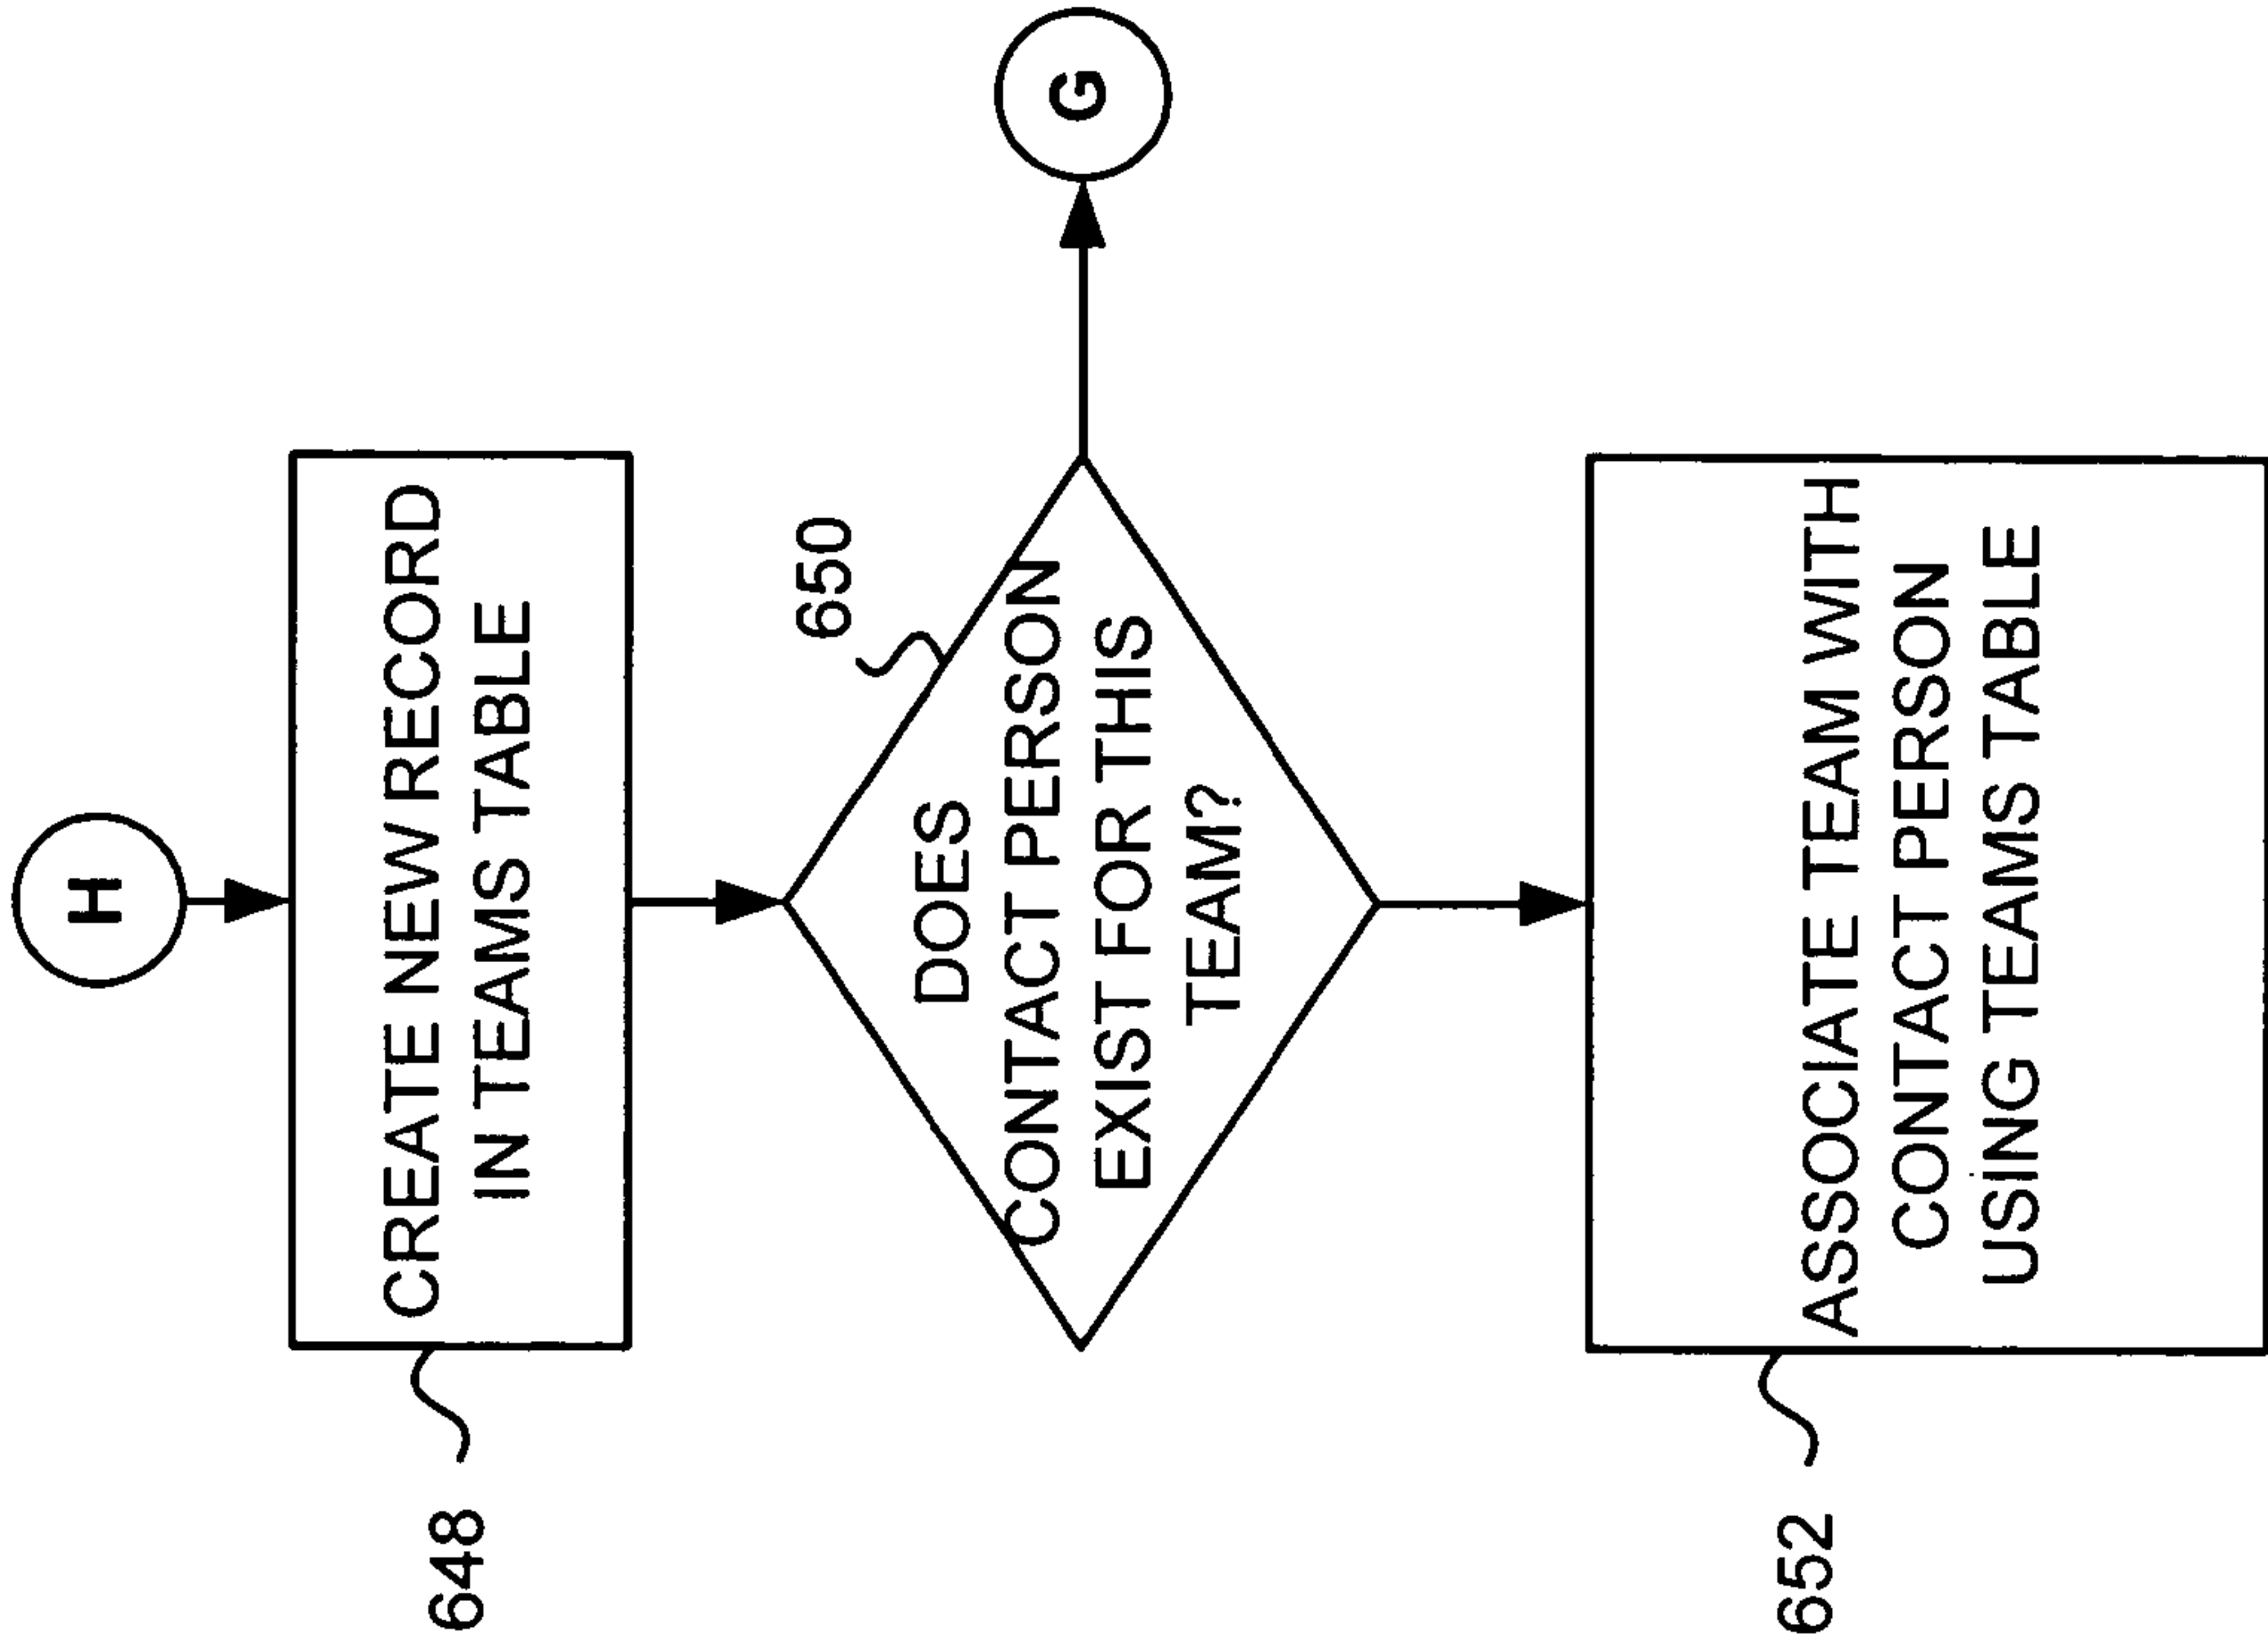 H
CREATE NEW RECORD
IN TEAMS TABLE
648
DOES
CONTACT PERSON
EXIST FOR THIS
TEAM?
650
G
ASSOCIATE TEAM WITH
CONTACT PERSON
USING TEAMS TABLE
652